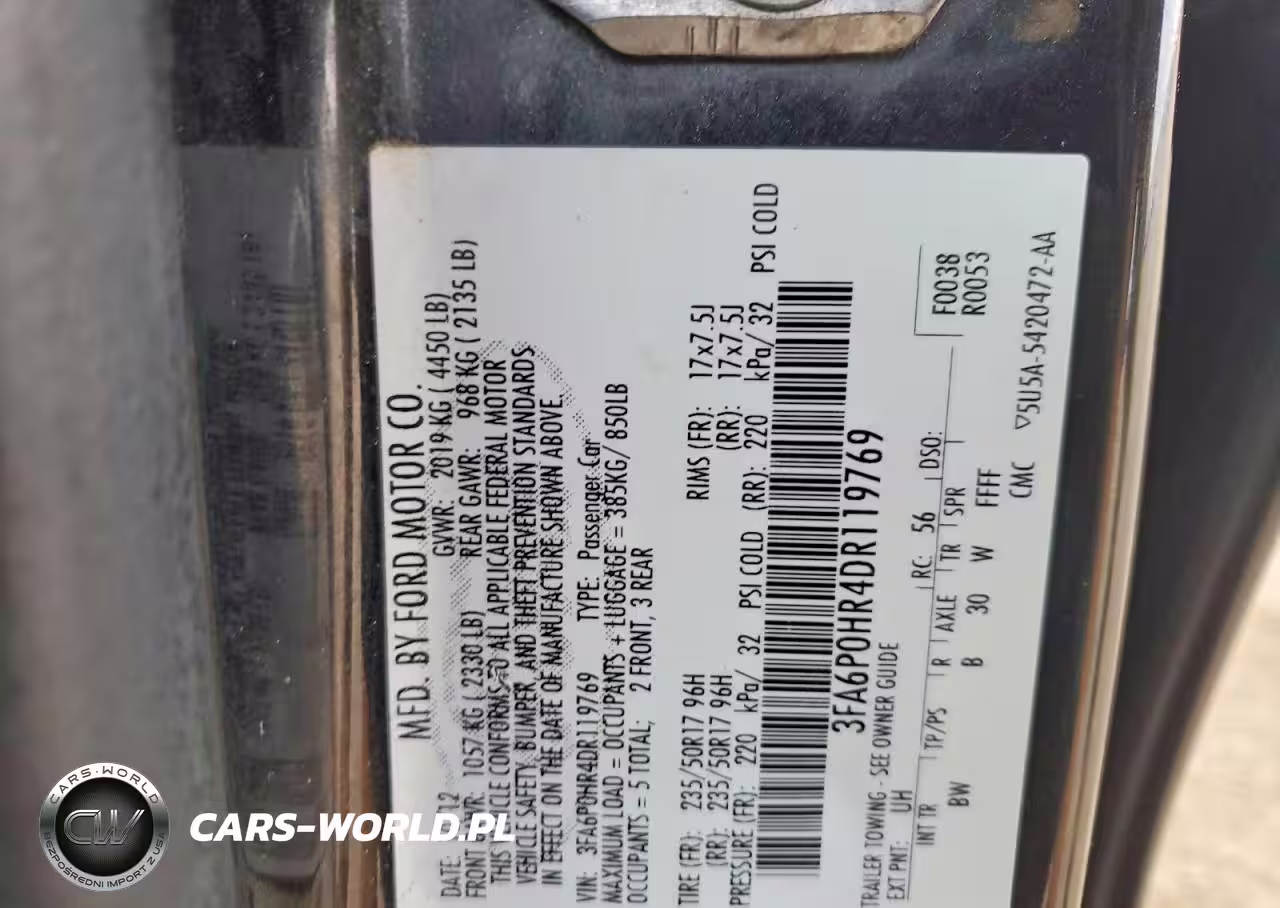 MFD. BY FORD MOTOR CO.
DATE: 12 GVWR: 2019 KG ( 4450 LB)
FRONT 1057 KG ( 2330 LB) REAR GAWR: 968 KG ( 2135 LB)
THIS VEHICLE CONFORMS TO ALL APPLICABLE FEDERAL MOTOR
VEHICLE SAFETY, BUMPER, AND THEFT PREVENTION STANDARDS
IN EFFECT ON THE DATE OF MANUFACTURE SHOWN ABOVE.
VIN: 3FA6P0HR4DR119769 TYPE: Passenger Car
MAXIMUM LOAD = OCCUPANTS + LUGGAGE = 385KG/ 850LB
OCCUPANTS = 5 TOTAL; 2 FRONT, 3 REAR
TIRE (FR): 235/50R17 96H RIMS (FR): 17x7.5J
(RR): 235/50R17 96H (RR): 17x7.5J
PRESSURE (FR): 220 kPa/ 32 PSI COLD (RR): 220 kPa/ 32 PSI COLD
3FA6P0HR4DR119769
TRAILER TOWING - SEE OWNER GUIDE
EXT PNT: UH RC: 56 DSO: F0038
R0053
INT TR TP/PS R AXLE TR SPR
BW B 30 W FFFF
CMC ▽5U5A-5420472-AA
CARS-WORLD
CW
BEZPOŚREDNI IMPORT Z USA
CARS-WORLD.PL